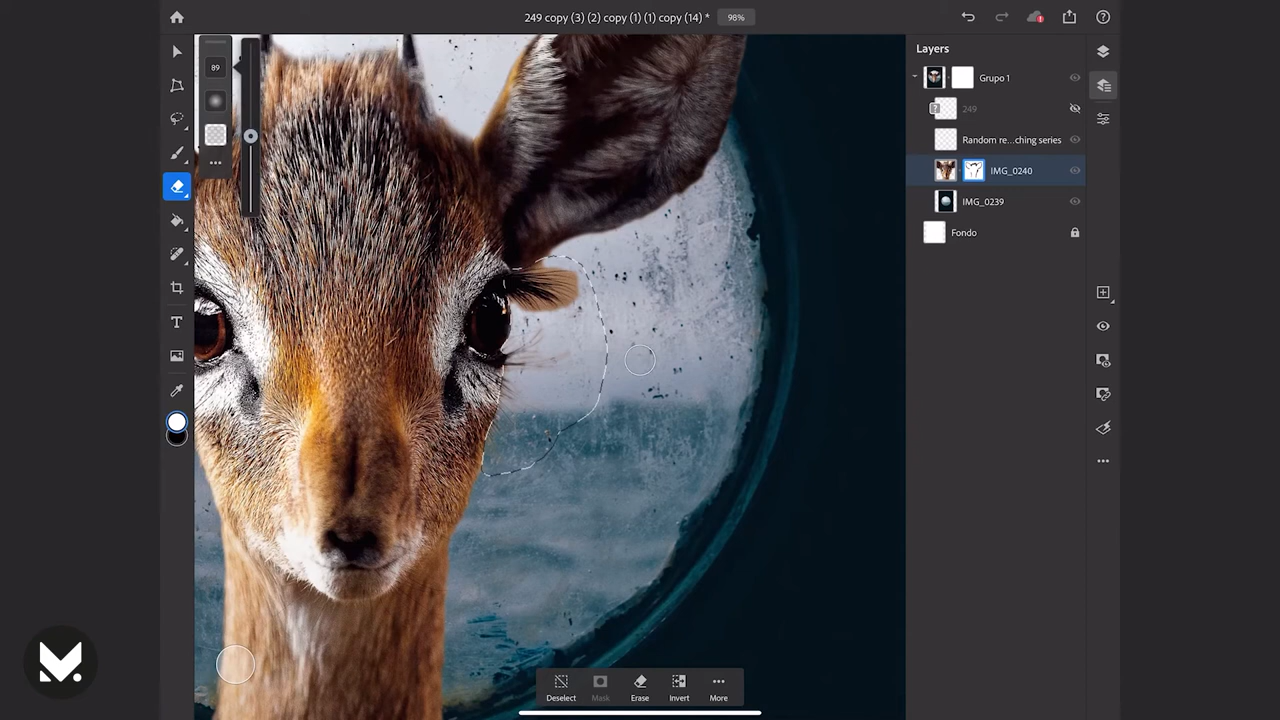 249 copy (3) (2) copy (1) (1) copy (14) *
98%
89
Layers
Grupo 1
249
Random re...ching series
IMG_0240
IMG_0239
Fondo
Deselect
Mask
Erase
Invert
More